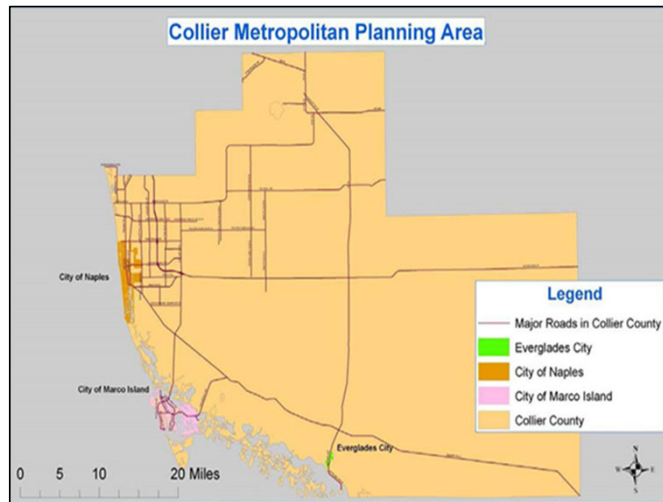 Collier Metropolitan Planning Area
City of Naples
City of Marco Island
Everglades City
Legend
Major Roads in Collier County
Everglades City
City of Naples
City of Marco Island
Collier County
0 5 10 20 Miles
N
W E
S